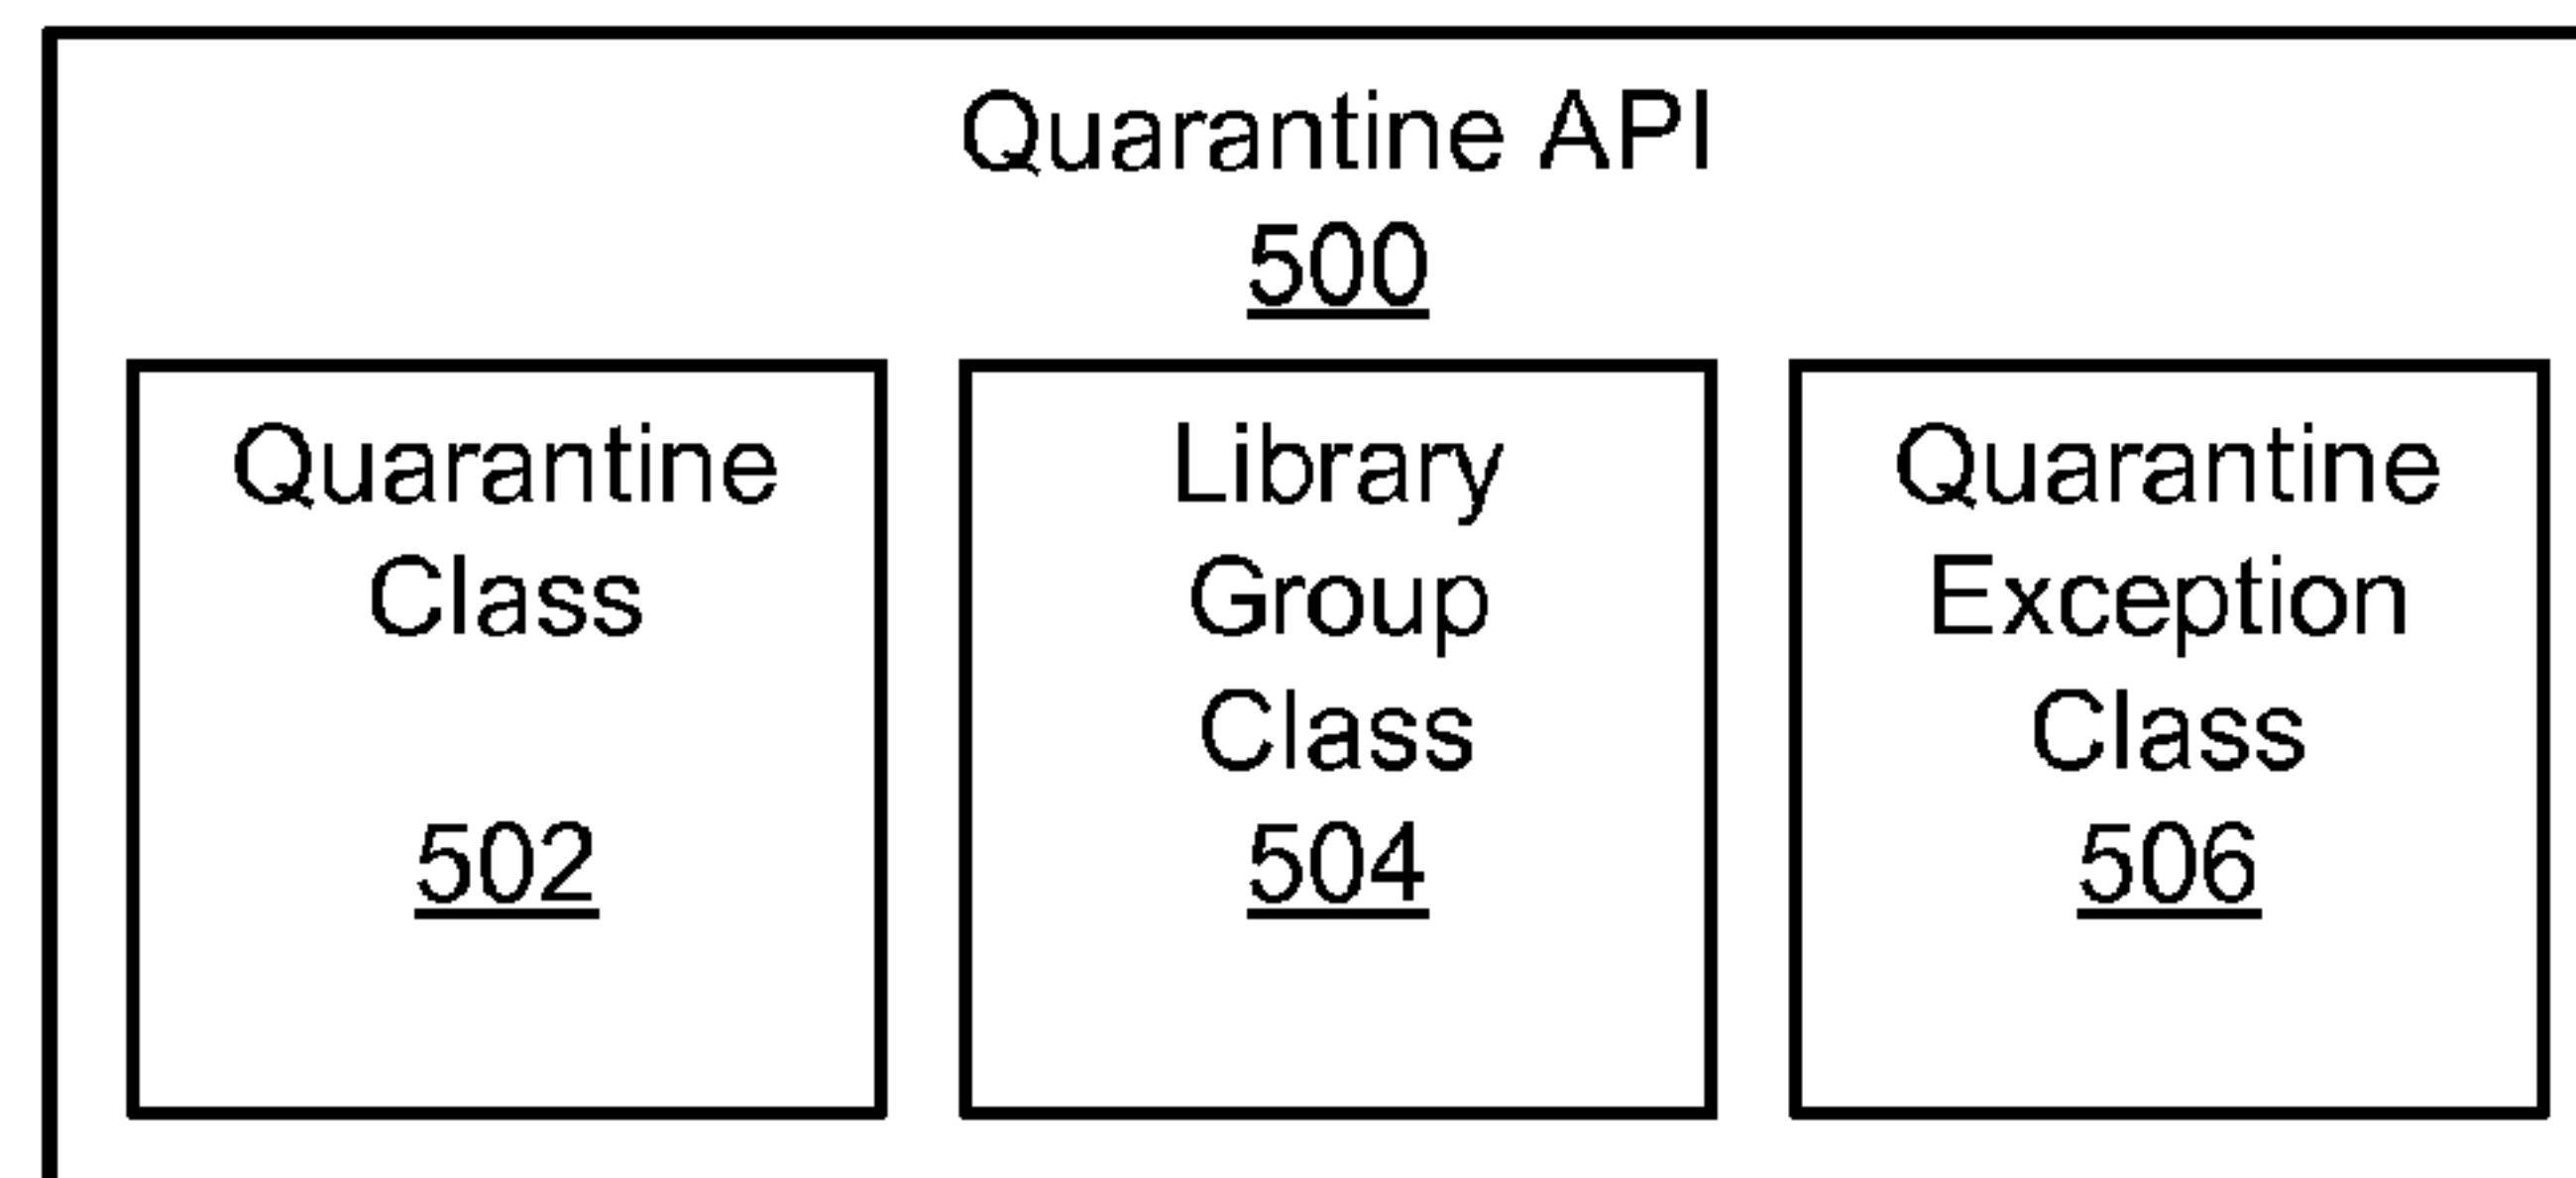 Quarantine API
500
Quarantine
Class
502
Library
Group
Class
504
Quarantine
Exception
Class
506